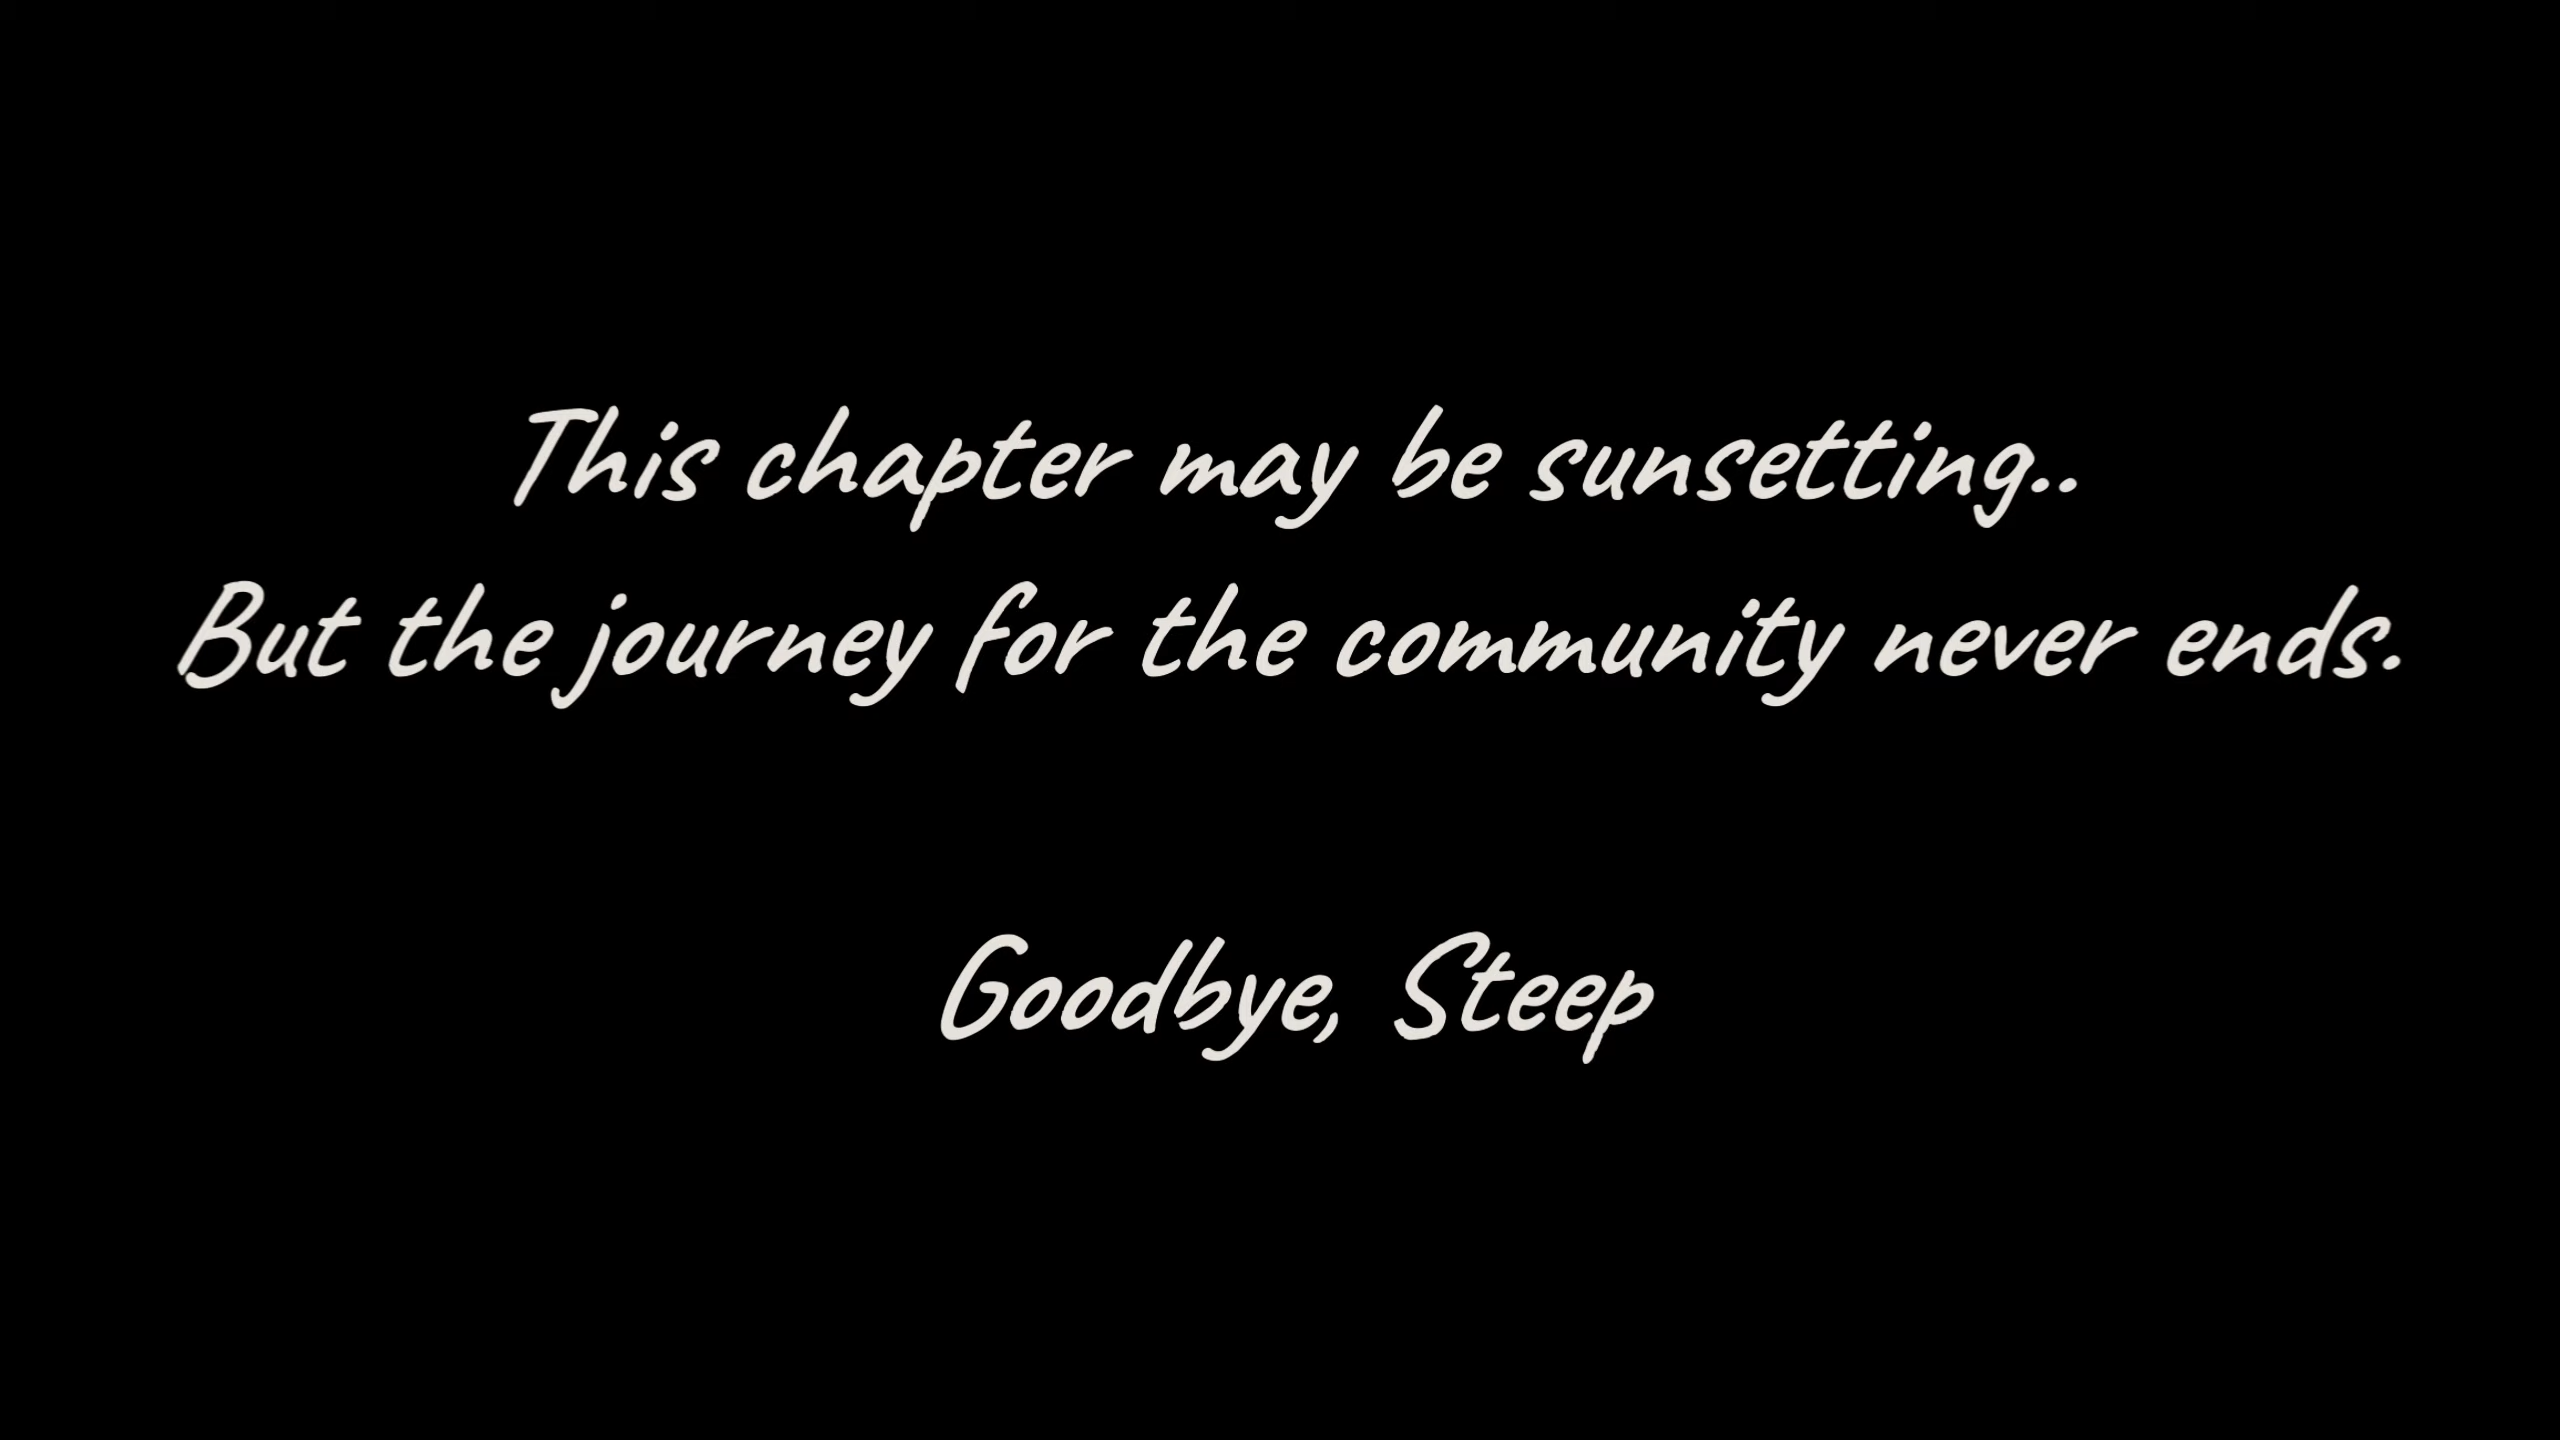 This chapter may be sunsetting..
But the journey for the community never ends.
Goodbye, Steep